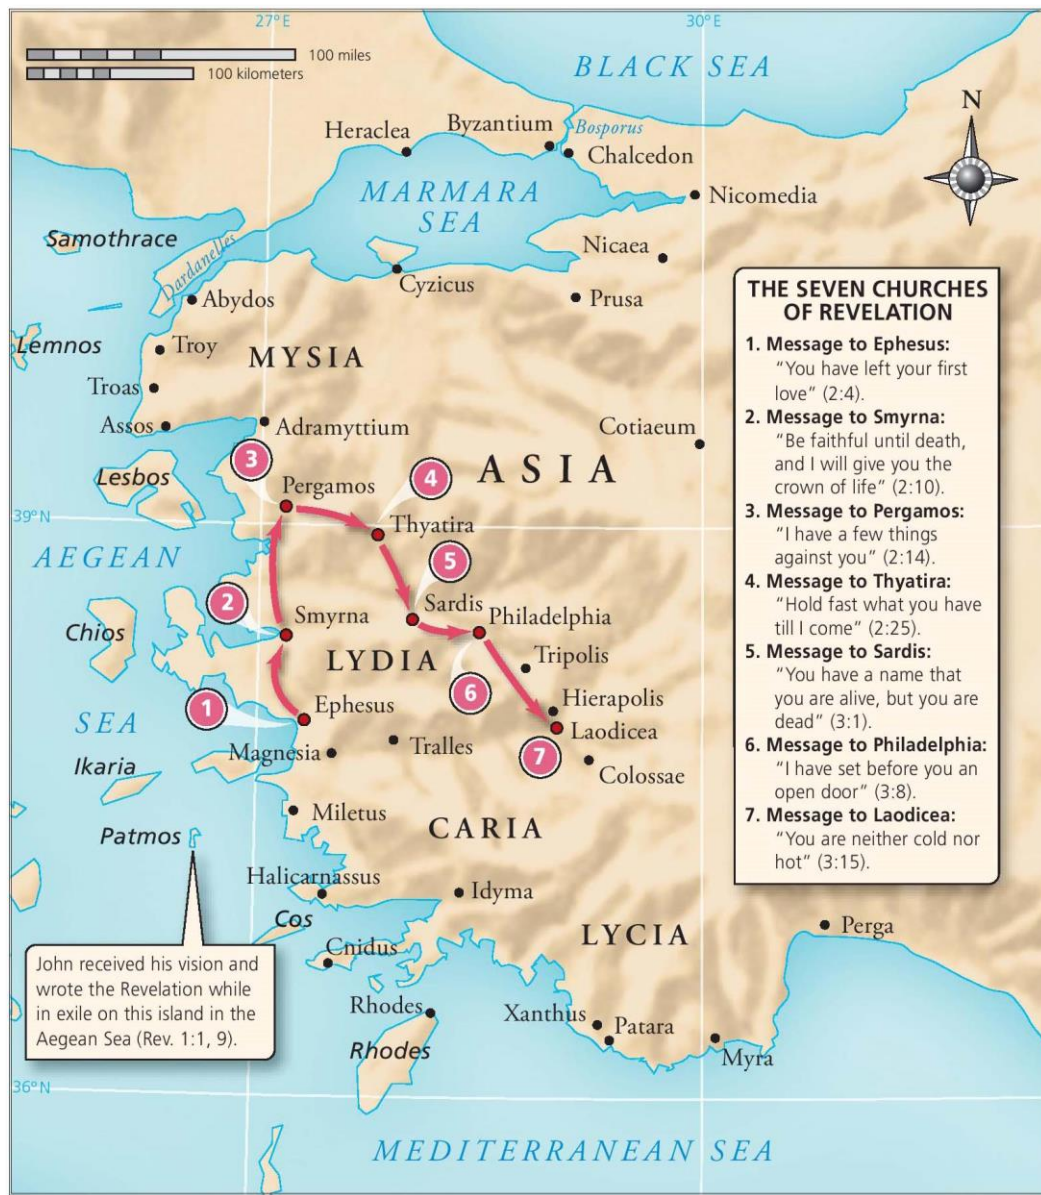 27°E
30°E
100 miles
100 kilometers
BLACK SEA
N
Heraclea
Byzantium
Bosporus
Chalcedon
MARMARA
SEA
Nicomedia
Samothrace
Dardanelles
Nicaea
Cyzicus
Abydos
Prusa
Lemnos
Troy
MYSIA
Troas
Assos
Adramyttium
Cotiaeum
3
4
ASIA
Lesbos
Pergamos
39°N
Thyatira
AEGEAN
5
2
Sardis
Philadelphia
Chios
Smyrna
LYDIA
Tripolis
6
1
Ephesus
Hierapolis
SEA
Laodicea
Magnesia
Tralles
7
Colossae
Ikaria
Miletus
CARIA
Patmos
Halicarnassus
Idyma
Cos
LYCIA
Perga
Cnidus
Rhodes
Xanthus
Patara
Rhodes
Myra
36°N
MEDITERRANEAN SEA
John received his vision and
wrote the Revelation while
in exile on this island in the
Aegean Sea (Rev. 1:1, 9).
THE SEVEN CHURCHES
OF REVELATION
1. Message to Ephesus:
"You have left your first
love" (2:4).
2. Message to Smyrna:
"Be faithful until death,
and I will give you the
crown of life" (2:10).
3. Message to Pergamos:
"I have a few things
against you" (2:14).
4. Message to Thyatira:
"Hold fast what you have
till I come" (2:25).
5. Message to Sardis:
"You have a name that
you are alive, but you are
dead" (3:1).
6. Message to Philadelphia:
"I have set before you an
open door" (3:8).
7. Message to Laodicea:
"You are neither cold nor
hot" (3:15).